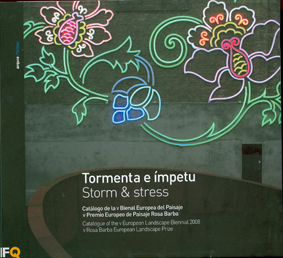 Tormenta e ímpetu
Storm & stress
Catálogo de la v Bienal Europea del Paisaje
v Premio Europeo de Paisaje Rosa Barba
Catalogue of the v European Landscape Biennial 2008
v Rosa Barba European Landscape Prize
FQ